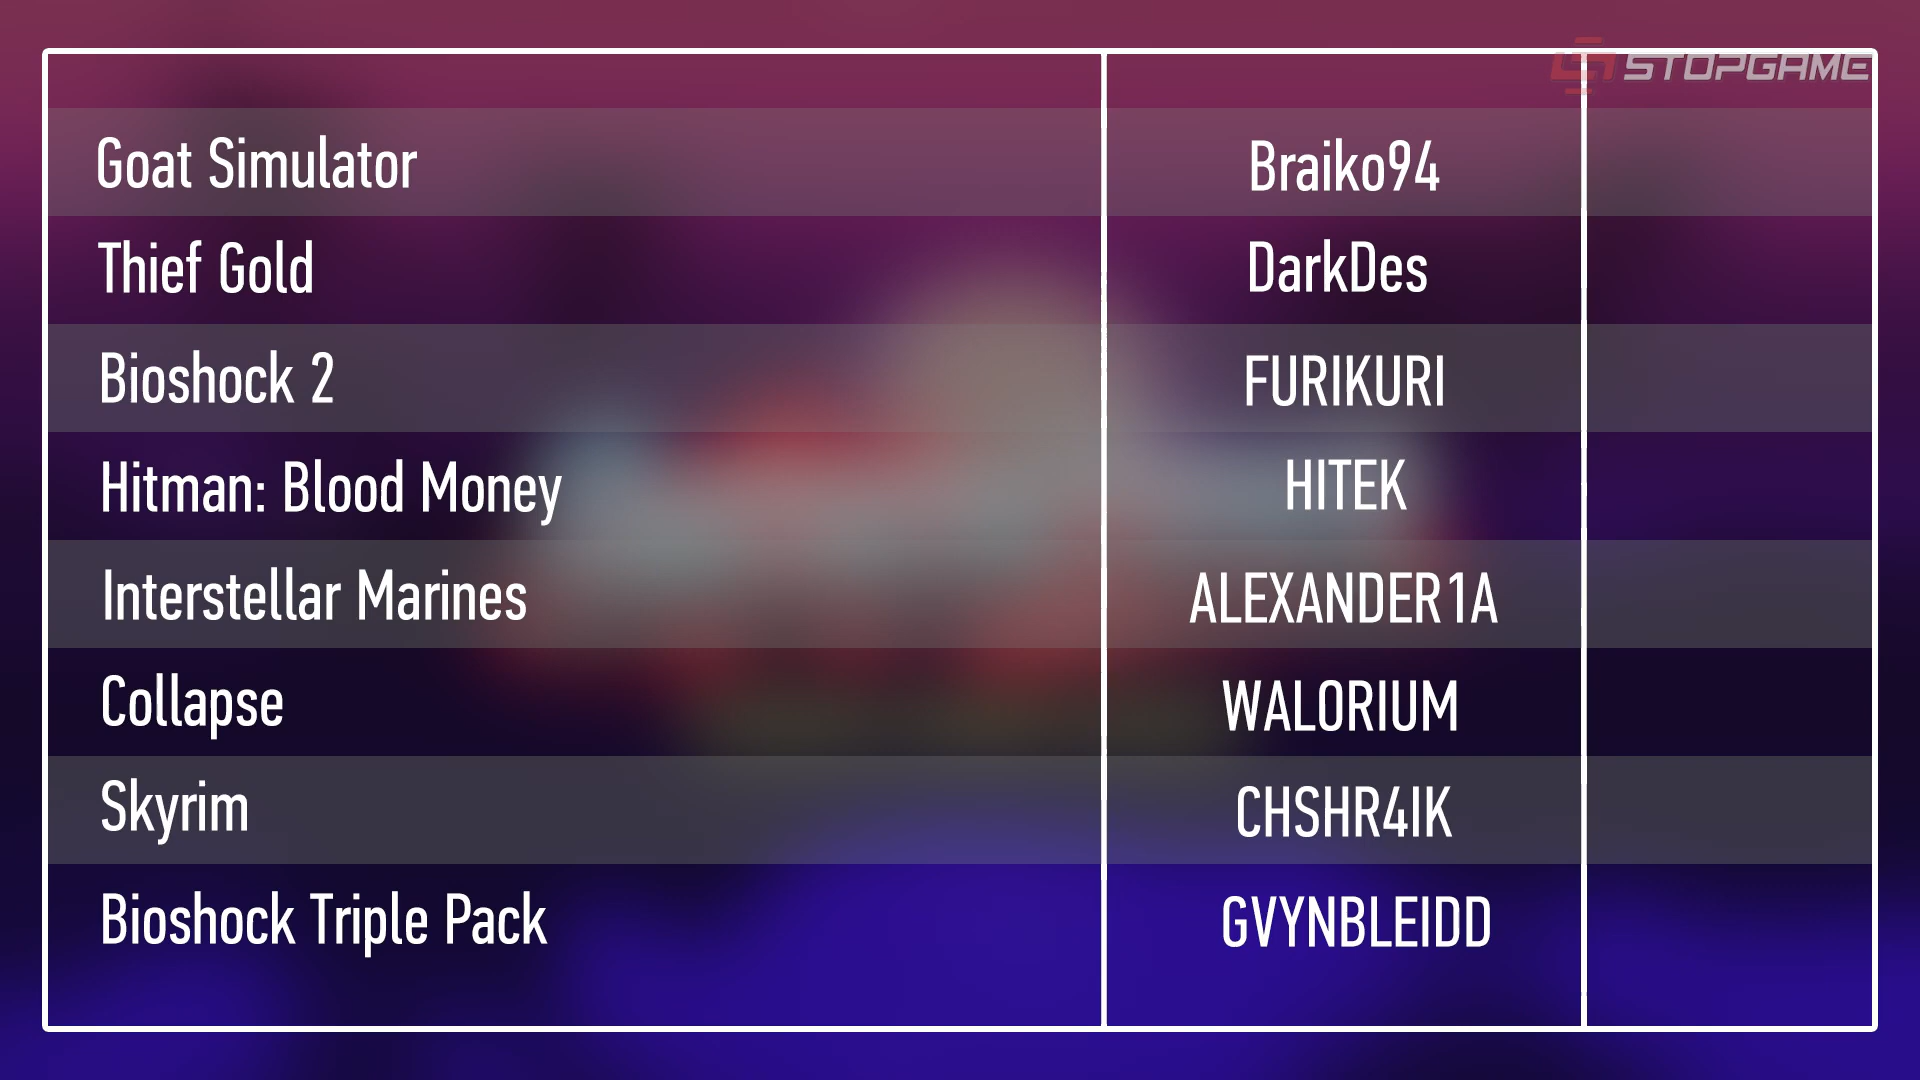 STOPGAME
Goat Simulator Braiko94
Thief Gold DarkDes
Bioshock 2 FURIKURI
Hitman: Blood Money HITEK
Interstellar Marines ALEXANDER1A
Collapse WALORIUM
Skyrim CHSHR4IK
Bioshock Triple Pack GVYNBLEIDD